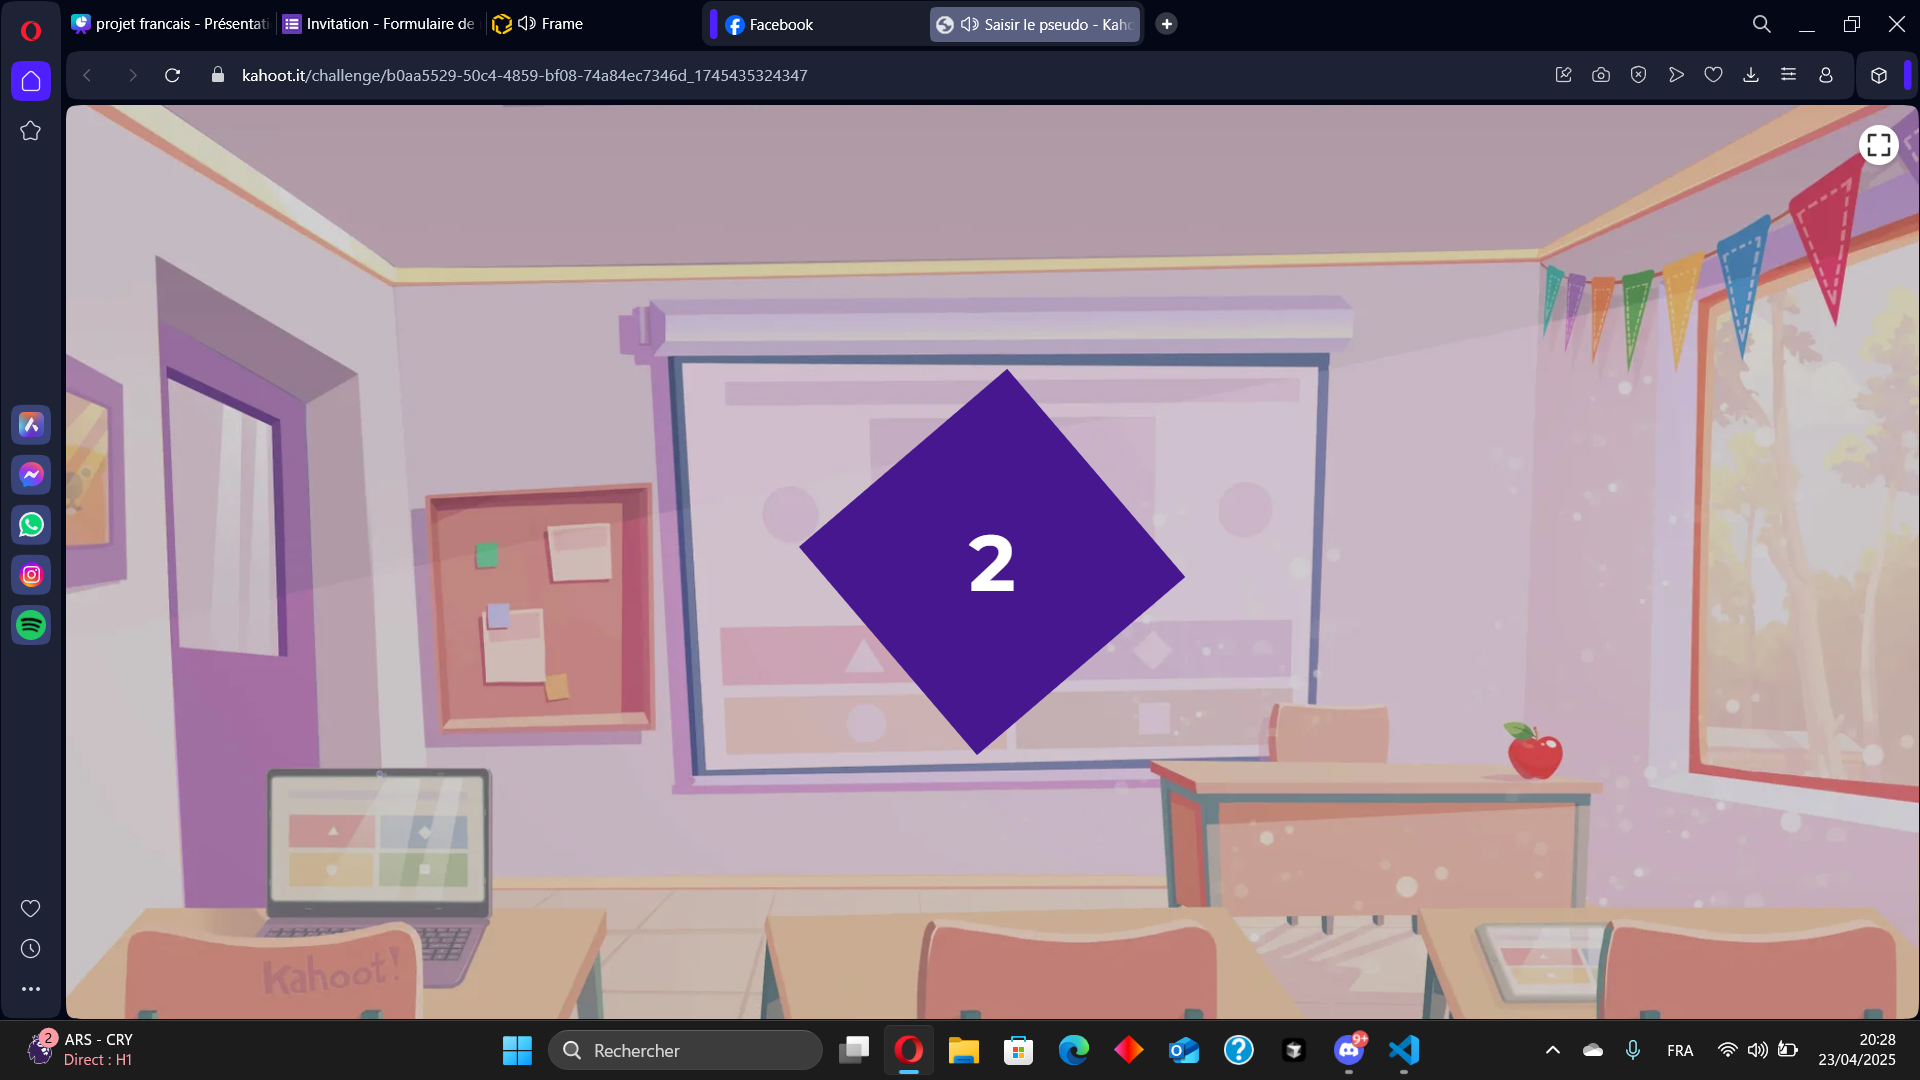 projet francais - Présentati
Invitation - Formulaire de
Frame
Facebook
Saisir le pseudo - Kaho
kahoot.it/challenge/b0aa5529-50c4-4859-bf08-74a84ec7346d_1745435324347
2
Kahoot!
2
ARS - CRY
Direct : H1
Rechercher
9+
FRA
20:28
23/04/2025